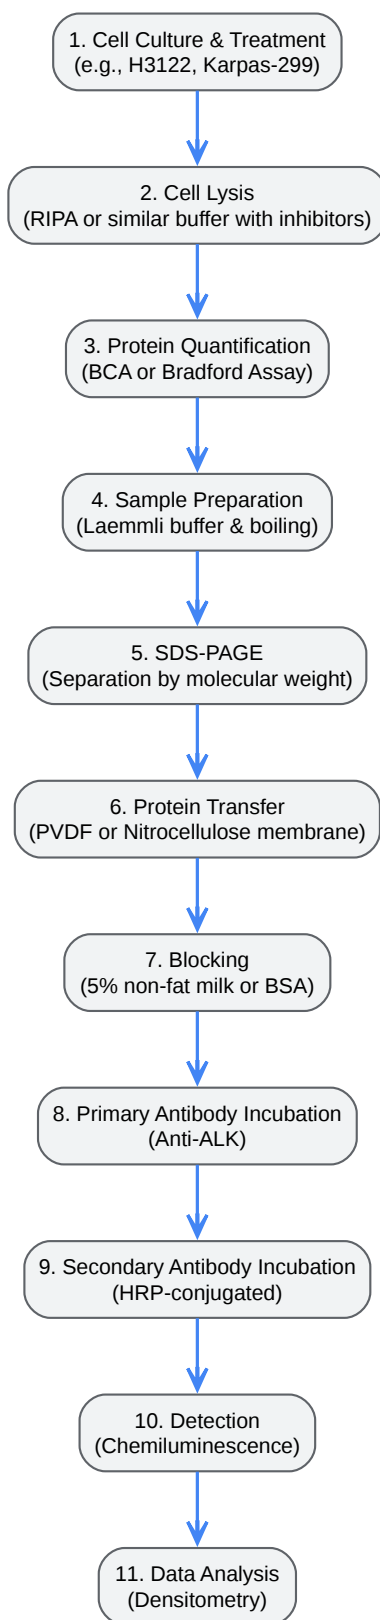 1. Cell Culture & Treatment
(e.g., H3122, Karpas-299)
2. Cell Lysis
(RIPA or similar buffer with inhibitors)
3. Protein Quantification
(BCA or Bradford Assay)
4. Sample Preparation
(Laemmli buffer & boiling)
5. SDS-PAGE
(Separation by molecular weight)
6. Protein Transfer
(PVDF or Nitrocellulose membrane)
7. Blocking
(5% non-fat milk or BSA)
8. Primary Antibody Incubation
(Anti-ALK)
9. Secondary Antibody Incubation
(HRP-conjugated)
10. Detection
(Chemiluminescence)
11. Data Analysis
(Densitometry)